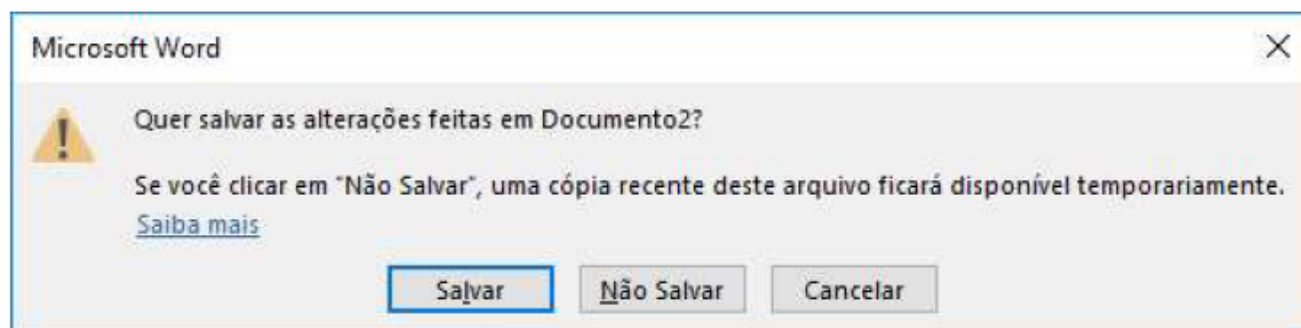 Microsoft Word
Quer salvar as alterações feitas em Documento2?
Se você clicar em "Não Salvar", uma cópia recente deste arquivo ficará disponível temporariamente.
Saiba mais
Salvar Não Salvar Cancelar